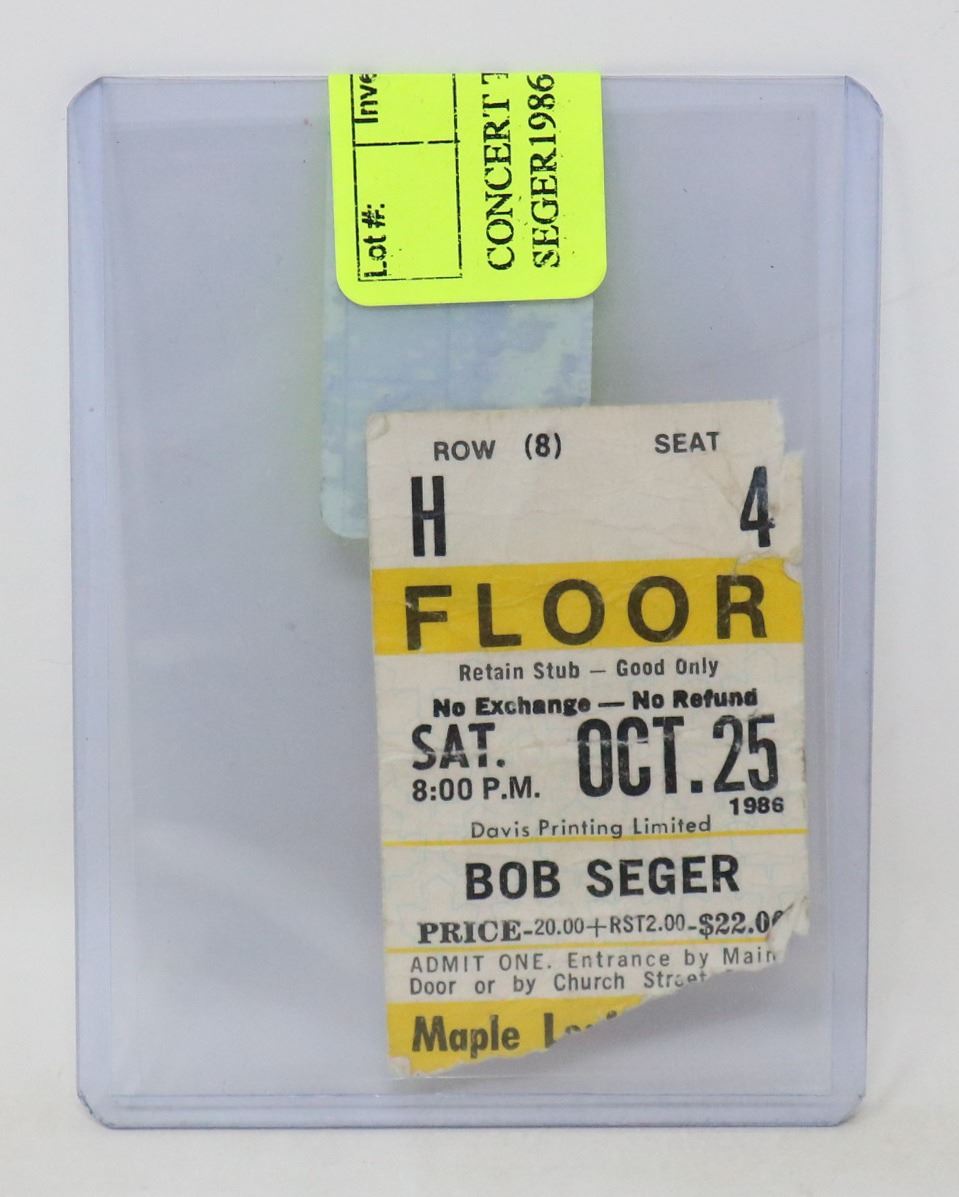 Lot #:
Inve
CONCERT T
SEGER1986
ROW (8) SEAT
H 4
FLOOR
Retain Stub — Good Only
No Exchange — No Refund
SAT. OCT. 25
8:00 P.M. 1986
Davis Printing Limited
BOB SEGER
PRICE-20.00+RST2.00-$22.00
ADMIT ONE. Entrance by Main
Door or by Church Street
Maple